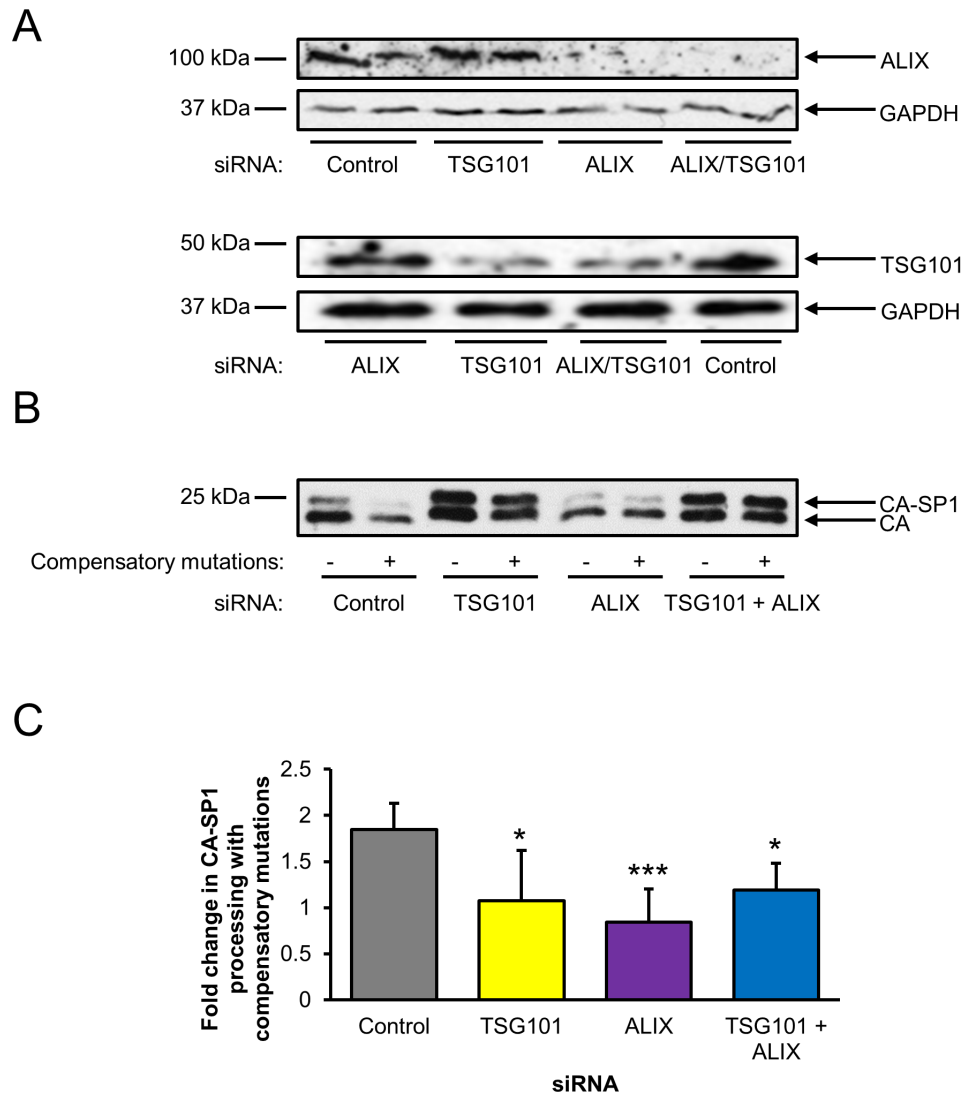 A
100 kDa
ALIX
37 kDa
GAPDH
siRNA: Control TSG101 ALIX ALIX/TSG101
50 kDa
TSG101
37 kDa
GAPDH
siRNA: ALIX TSG101 ALIX/TSG101 Control
B
25 kDa
CA-SP1
CA
Compensatory mutations: - + - + - + - +
siRNA: Control TSG101 ALIX TSG101 + ALIX
C
Fold change in CA-SP1
processing with
compensatory mutations
2.5
2
1.5
1
0.5
0
*
***
*
Control TSG101 ALIX TSG101 +
ALIX
siRNA